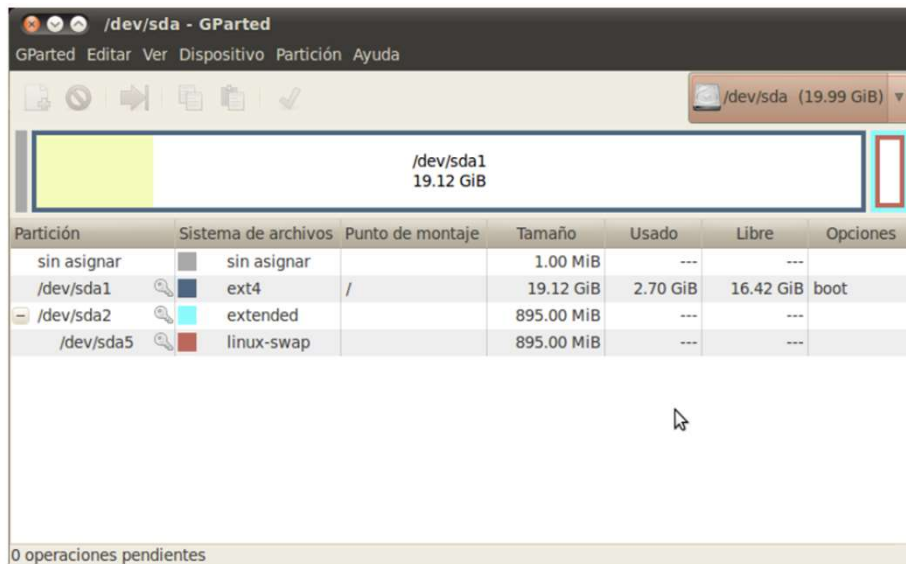 /dev/sda - GParted
GParted Editar Ver Dispositivo Partición Ayuda
/dev/sda (19.99 GiB)
/dev/sda1
19.12 GiB
Partición Sistema de archivos Punto de montaje Tamaño Usado Libre Opciones
sin asignar sin asignar 1.00 MiB --- ---
/dev/sda1 ext4 / 19.12 GiB 2.70 GiB 16.42 GiB boot
/dev/sda2 extended 895.00 MiB --- ---
/dev/sda5 linux-swap 895.00 MiB --- ---
0 operaciones pendientes